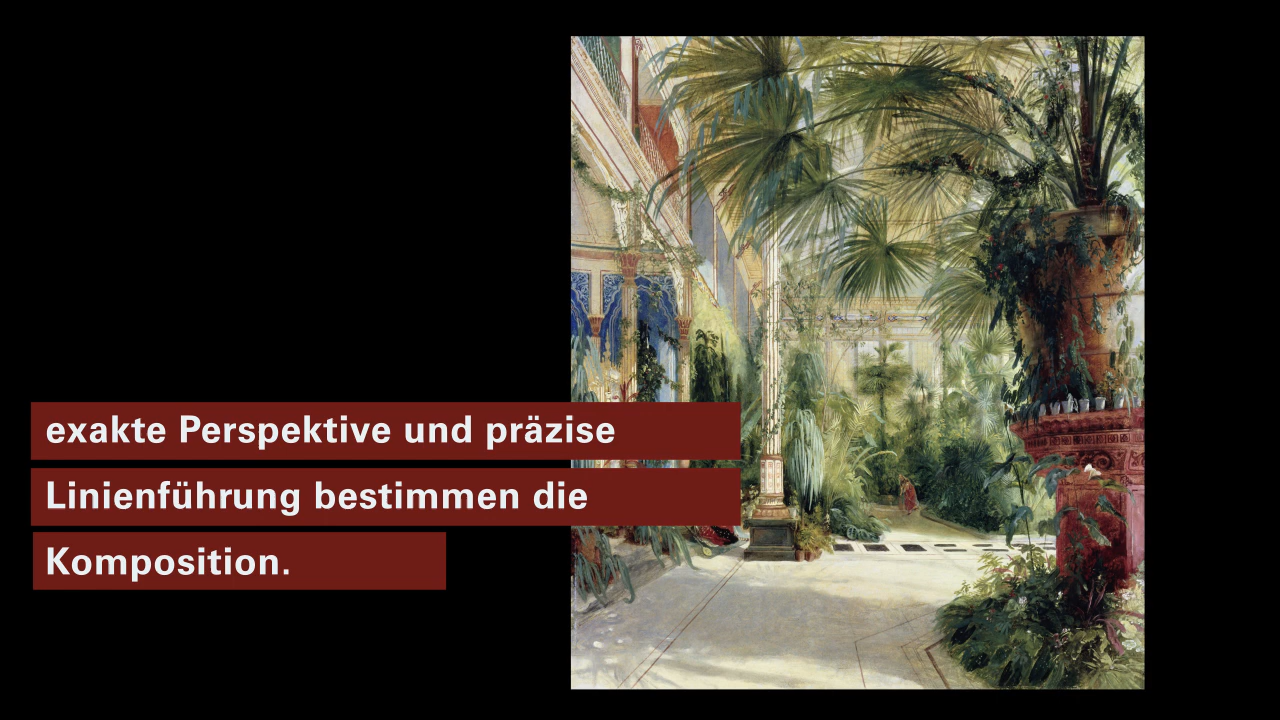 exakte Perspektive und präzise
Linienführung bestimmen die
Komposition.